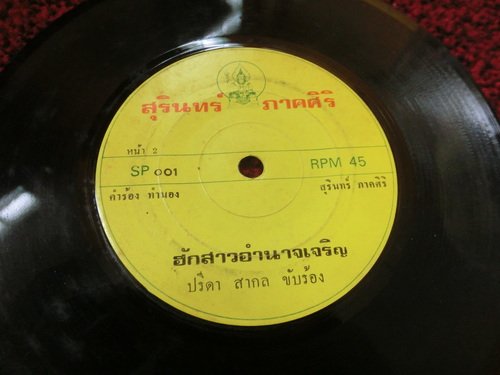 สุรินทร์ ภาคศิริ
หน้า 2
SP 001 RPM 45
คำร้อง ทำนอง สุรินทร์ ภาคศิริ
ฮักสาวอำนาจเจริญ
ปรีดา สากล ขับร้อง